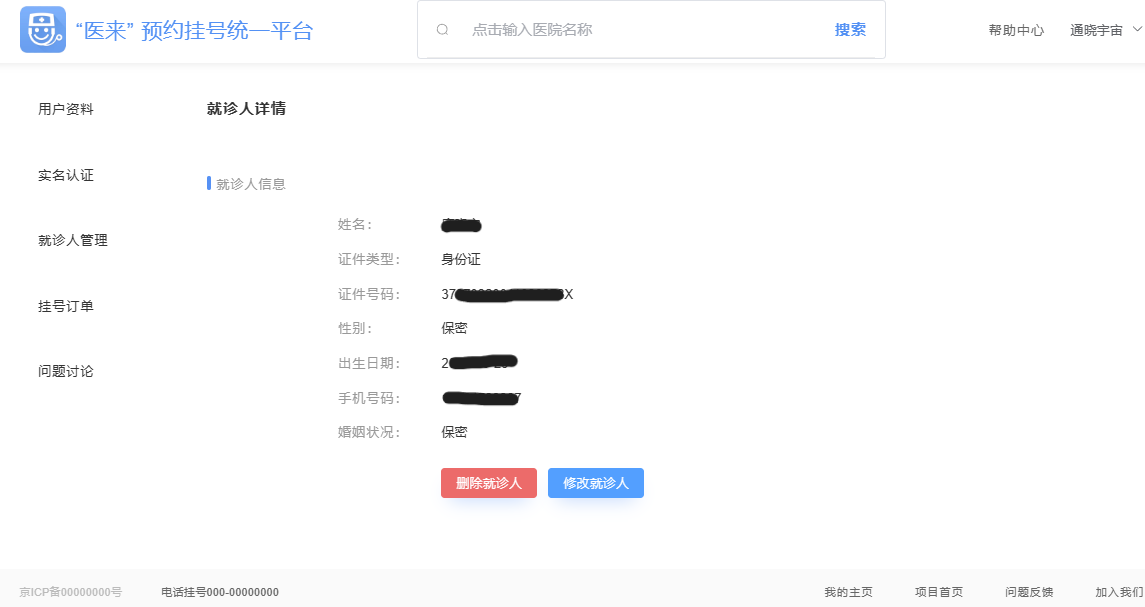 “医来” 预约挂号统一平台
点击输入医院名称
搜索
帮助中心
通晓宇宙
用户资料
实名认证
就诊人管理
挂号订单
问题讨论
就诊人详情
就诊人信息
姓名：
证件类型： 身份证
证件号码： 37 X
性别： 保密
出生日期： 2
手机号码： 7
婚姻状况： 保密
删除就诊人 修改就诊人
京ICP备00000000号 电话挂号000-00000000 我的主页 项目首页 问题反馈 加入我们